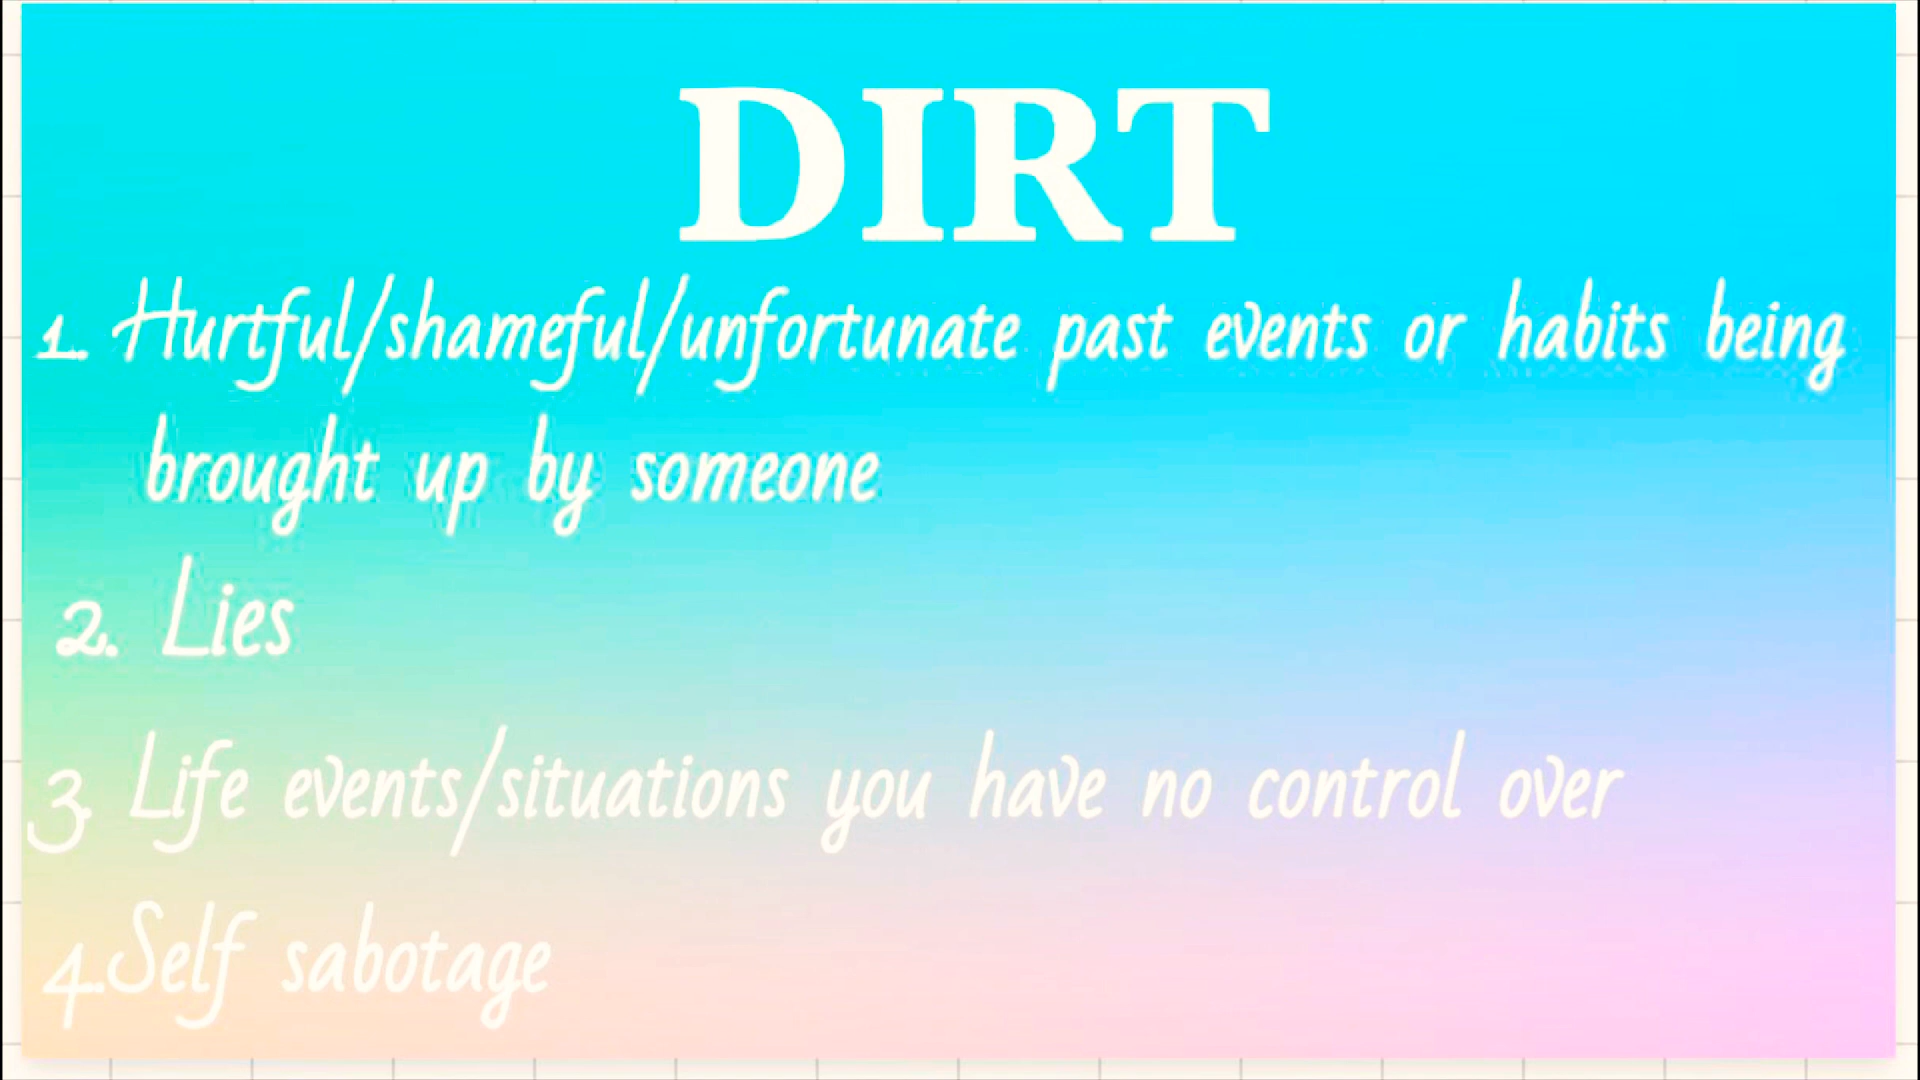 DIRT
1. Hurtful/shameful/unfortunate past events or habits being
brought up by someone
2. Lies
3. Life events/situations you have no control over
4.Self sabotage